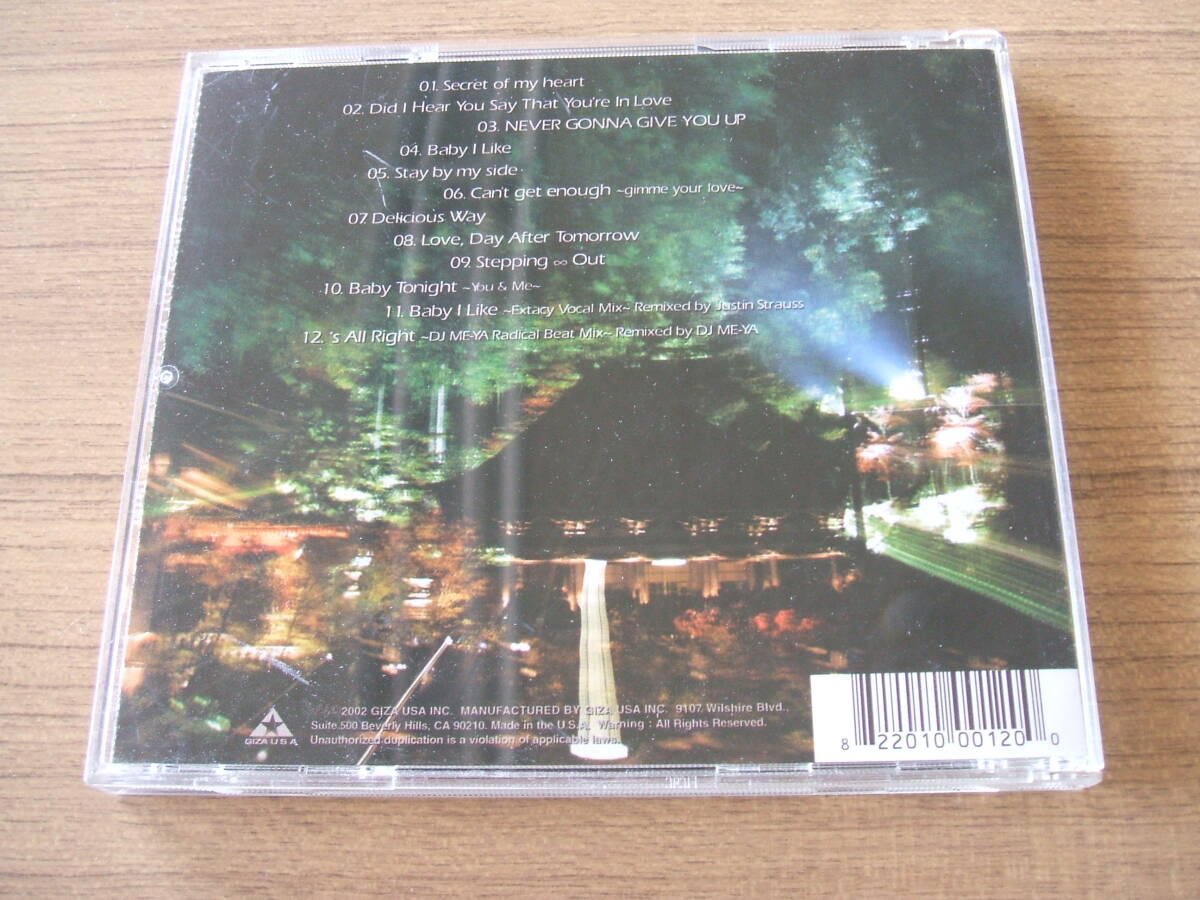 01. Secret of my heart
02. Did I Hear You Say That You're In Love
03. NEVER GONNA GIVE YOU UP
04. Baby I Like
05. Stay by my side
06. Can't get enough ~gimme your love~
07. Delicious Way
08. Love, Day After Tomorrow
09. Stepping ∞ Out
10. Baby Tonight ~You & Me~
11. Baby I Like ~Extacy Vocal Mix~ Remixed by Justin Strauss
12. 's All Right ~DJ ME-YA Radical Beat Mix~ Remixed by DJ ME-YA
2002 GIZA USA INC. MANUFACTURED BY GIZA USA INC. 9107 Wilshire Blvd.,
Suite.500 Beverly Hills, CA 90210. Made in the U.S.A. Warning : All Rights Reserved.
Unauthorized duplication is a violation of applicable laws.
GIZA U.S.A.
8 22010 00120 0